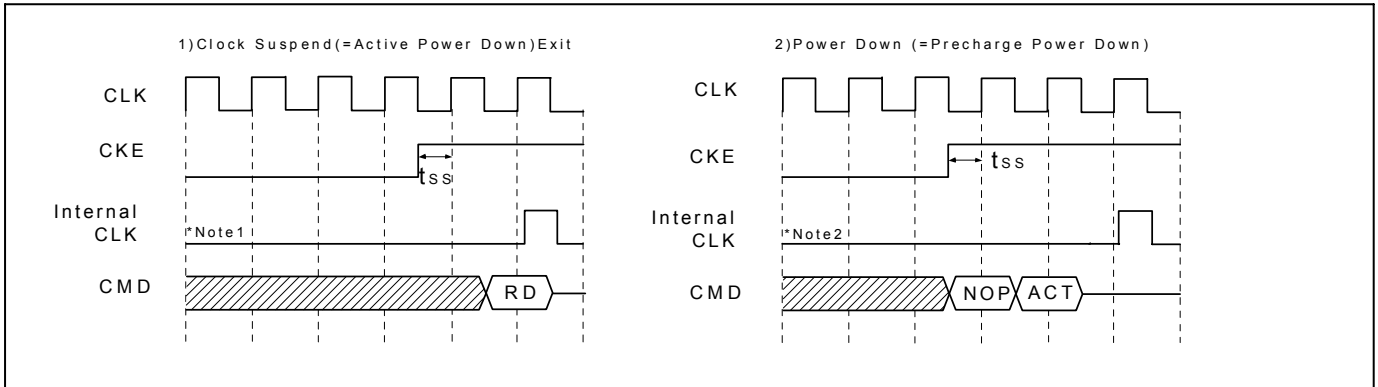 1)Clock Suspend(=Active Power Down)Exit
CLK
CKE
tss
Internal
CLK
*Note1
CMD
RD
2)Power Down (=Precharge Power Down)
CLK
CKE
tss
Internal
CLK
*Note2
CMD
NOP
ACT